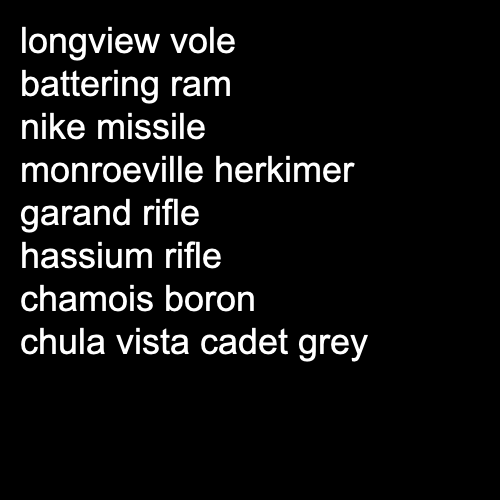 longview vole
battering ram
nike missile
monroeville herkimer
garand rifle
hassium rifle
chamois boron
chula vista cadet grey